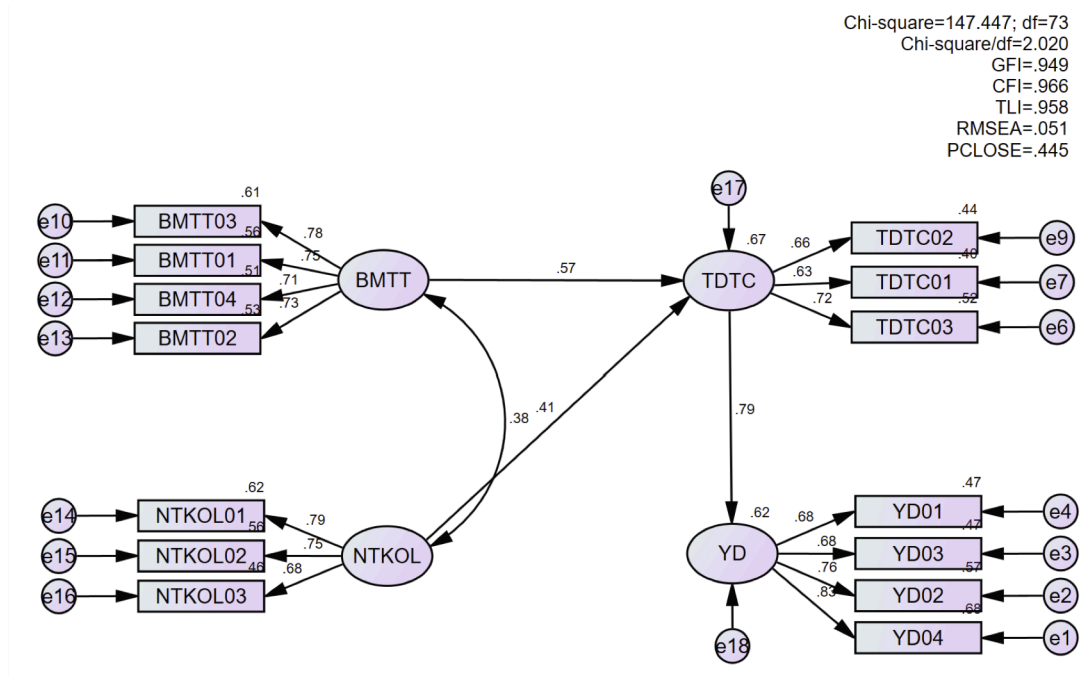 Chi-square=147.447; df=73
Chi-square/df=2.020
GFI=.949
CFI=.966
TLI=.958
RMSEA=.051
PCLOSE=.445
e17
.61
e10 BMTT03 .78
.56
e11 BMTT01 .75
.51
e12 BMTT04 .71
.53
e13 BMTT02 .73
BMTT
.57
.67
TDTC
.44
.66 TDTC02 e9
.40
.63 TDTC01 e7
.52
.72 TDTC03 e6
.38
.41
.79
.62
e14 NTKOL01 .79
.56
e15 NTKOL02 .75
.46
e16 NTKOL03 .68
NTKOL
.62
YD
e18
.47
.68 YD01 e4
.47
.68 YD03 e3
.57
.76 YD02 e2
.68
.83 YD04 e1